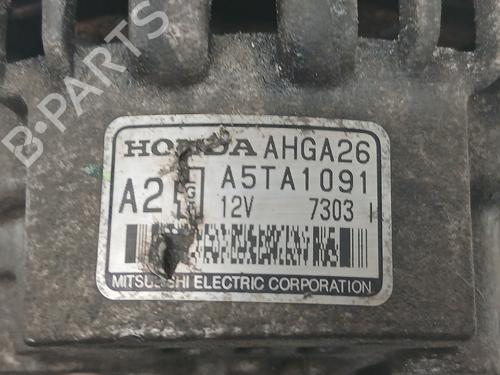 B-PARTS
HONDA AHGA26
A2 A5TA1091
12V 7303
MITSUBISHI ELECTRIC CORPORATION